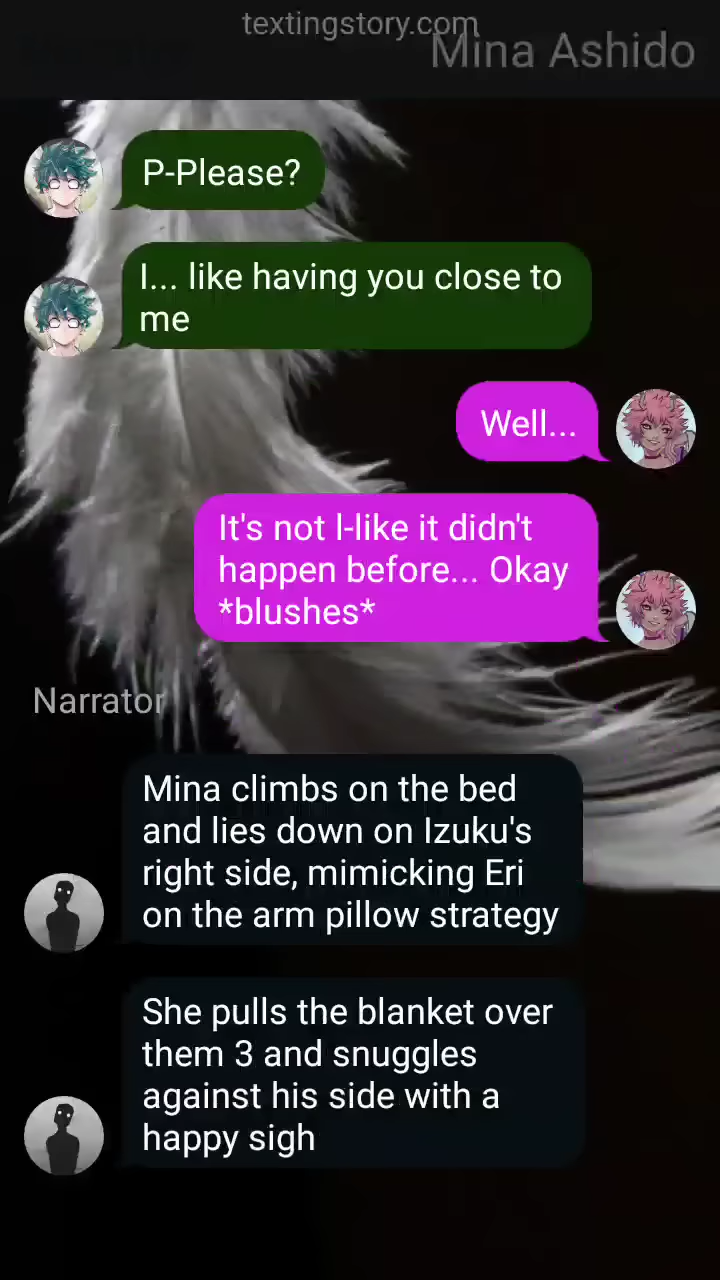 textingstory.com
Mina Ashido
P-Please?
I... like having you close to
me
Well...
It's not l-like it didn't
happen before... Okay
*blushes*
Narrator
Mina climbs on the bed
and lies down on Izuku's
right side, mimicking Eri
on the arm pillow strategy
She pulls the blanket over
them 3 and snuggles
against his side with a
happy sigh